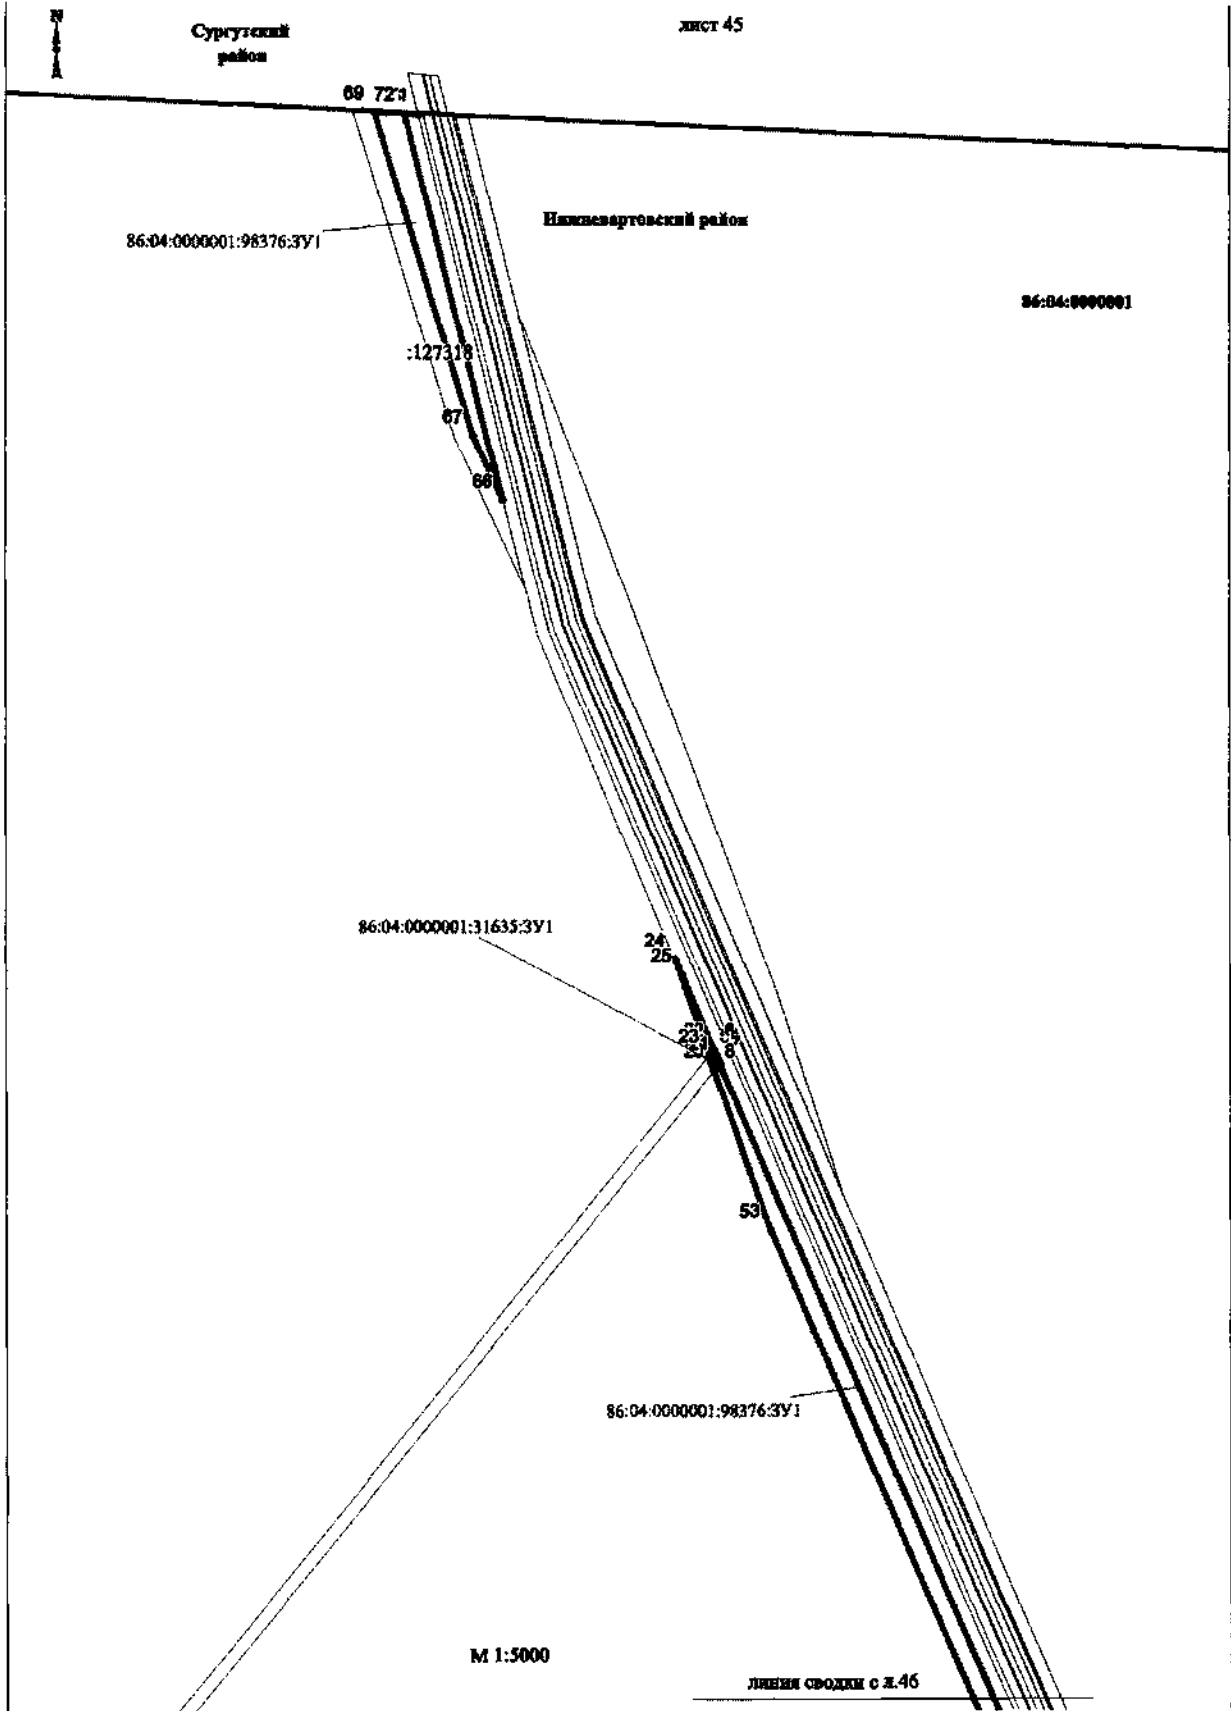 N
лист 45
Сургутский
район
69 72
Нижневартовский район
86:04:0000001:98376:ЗУ1
86:04:0000001
:127318
67
66
86:04:0000001:31635:ЗУ1
24
25
23
8
53
86:04:0000001:98376:ЗУ1
М 1:5000
линия сводки с л.46